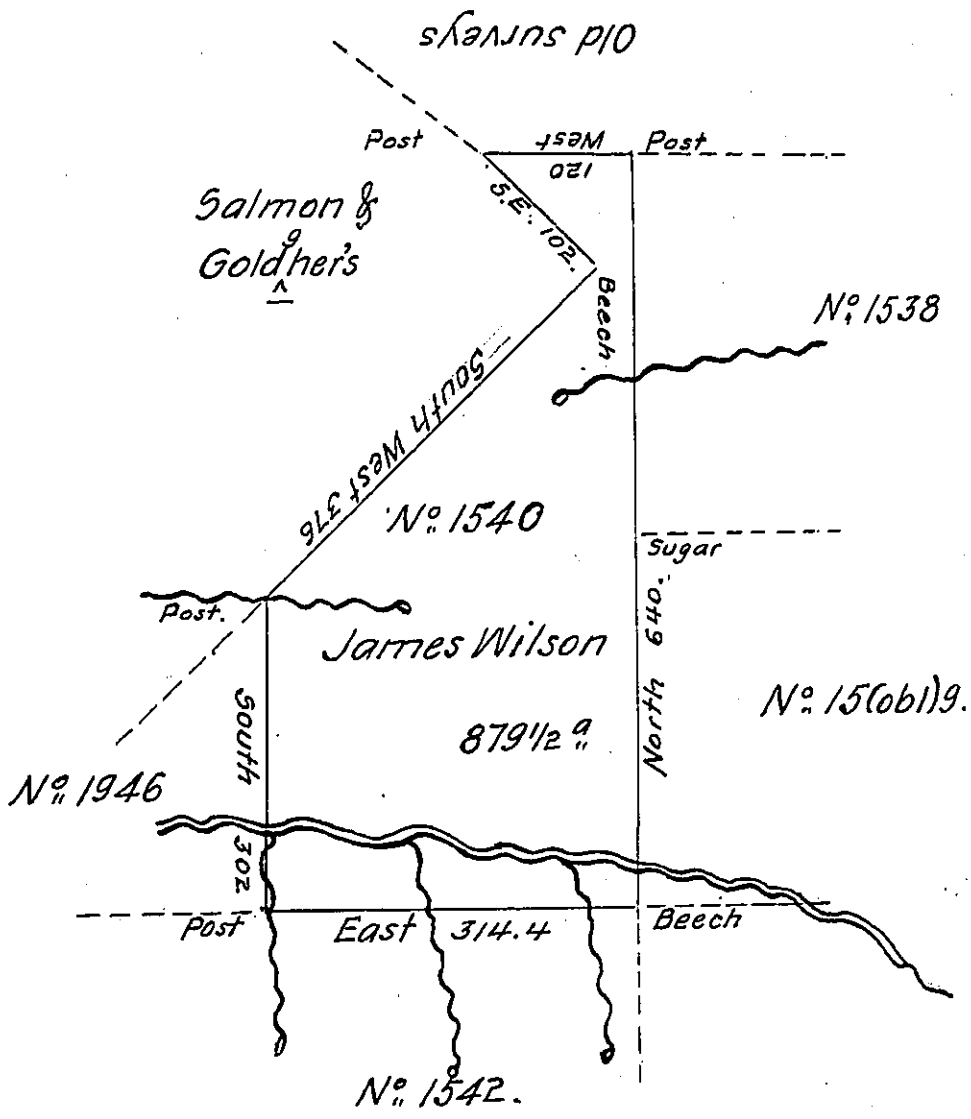 Old surveys
Post
West
Post
120
S.E. 102.
Salmon &
g
Goldher's
^
Beech
No. 1538
South West 376
No. 1540
Sugar
Post.
James Wilson
North 640.
South 302
879 1/2 a
No. 15(obl)9.
No. 1946
Post
East 314.4
Beech
No. 1542.